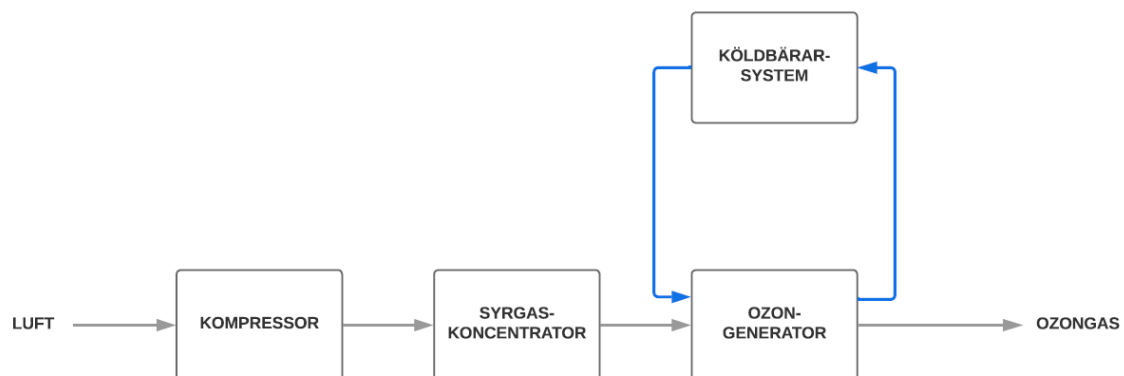 KÖLDBÄRAR-
SYSTEM
LUFT
KOMPRESSOR
SYRGAS-
KONCENTRATOR
OZON-
GENERATOR
OZONGAS